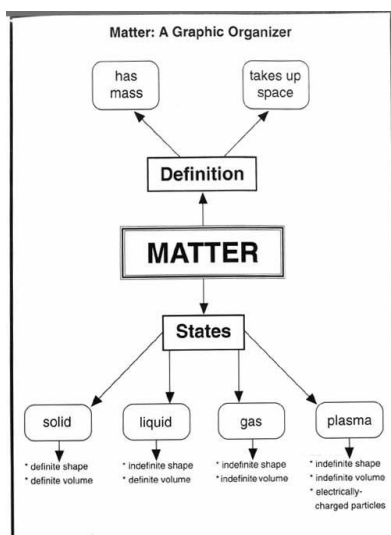 Matter: A Graphic Organizer
has
mass
takes up
space
Definition
MATTER
States
solid
liquid
gas
plasma
* definite shape
* definite volume
* indefinite shape
* definite volume
* indefinite shape
* indefinite volume
* indefinite shape
* indefinite volume
* electrically-
charged particles